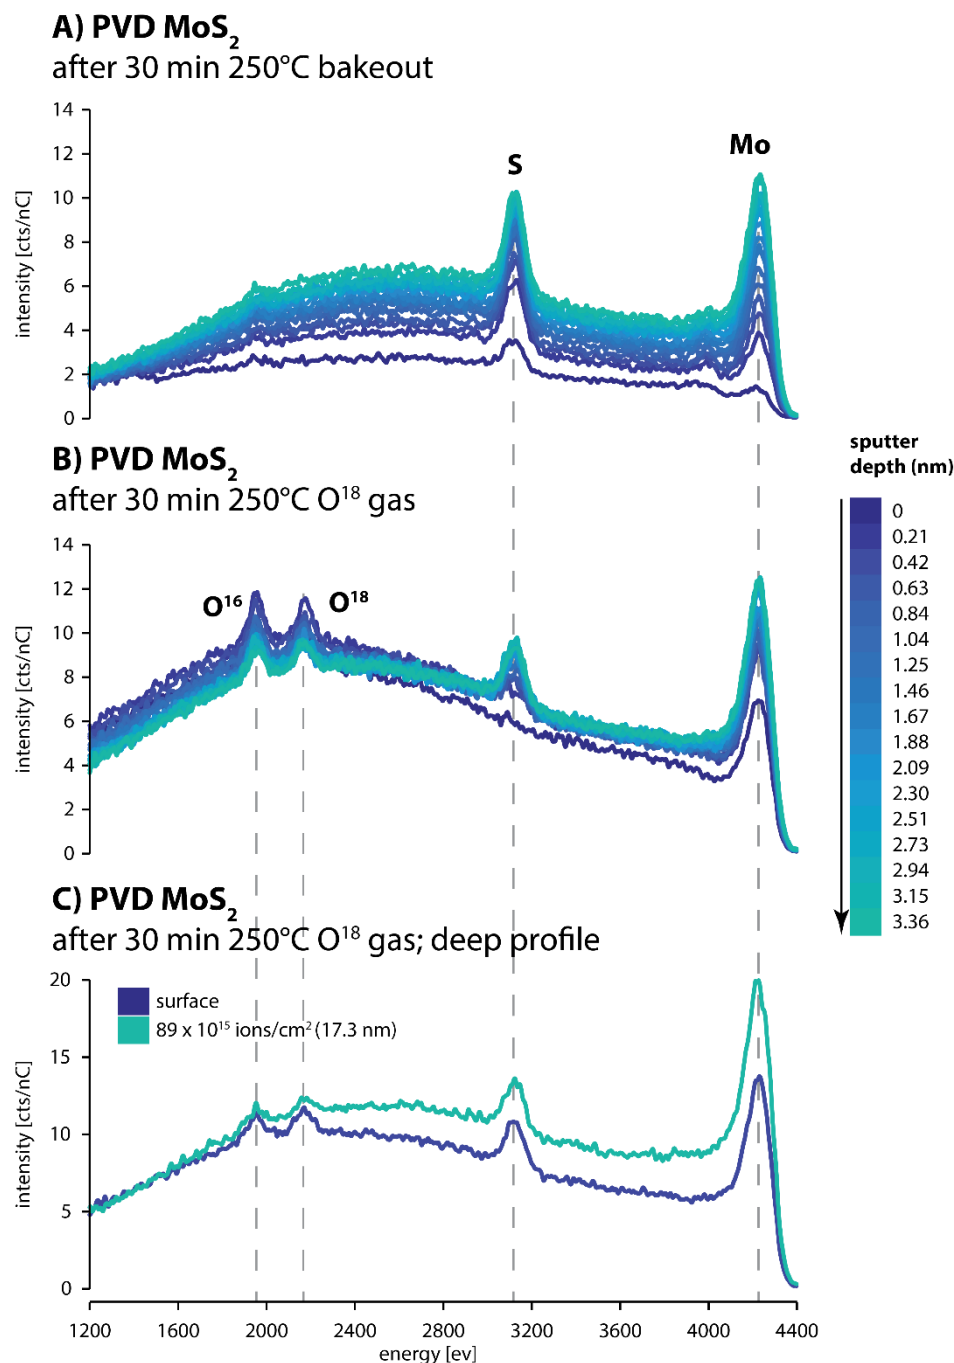 A) PVD MoS₂
after 30 min 250°C bakeout
14
12
10
8
6
4
2
0
intensity [cts/nC]
S
Mo
B) PVD MoS₂
after 30 min 250°C O¹⁸ gas
14
12
10
8
6
4
2
0
intensity [cts/nC]
O¹⁶
O¹⁸
sputter
depth (nm)
0
0.21
0.42
0.63
0.84
1.04
1.25
1.46
1.67
1.88
2.09
2.30
2.51
2.73
2.94
3.15
3.36
C) PVD MoS₂
after 30 min 250°C O¹⁸ gas; deep profile
20
15
10
5
0
intensity [cts/nC]
surface
89 x 10¹⁵ ions/cm² (17.3 nm)
1200 1600 2000 2400 2800 3200 3600 4000 4400
energy [ev]